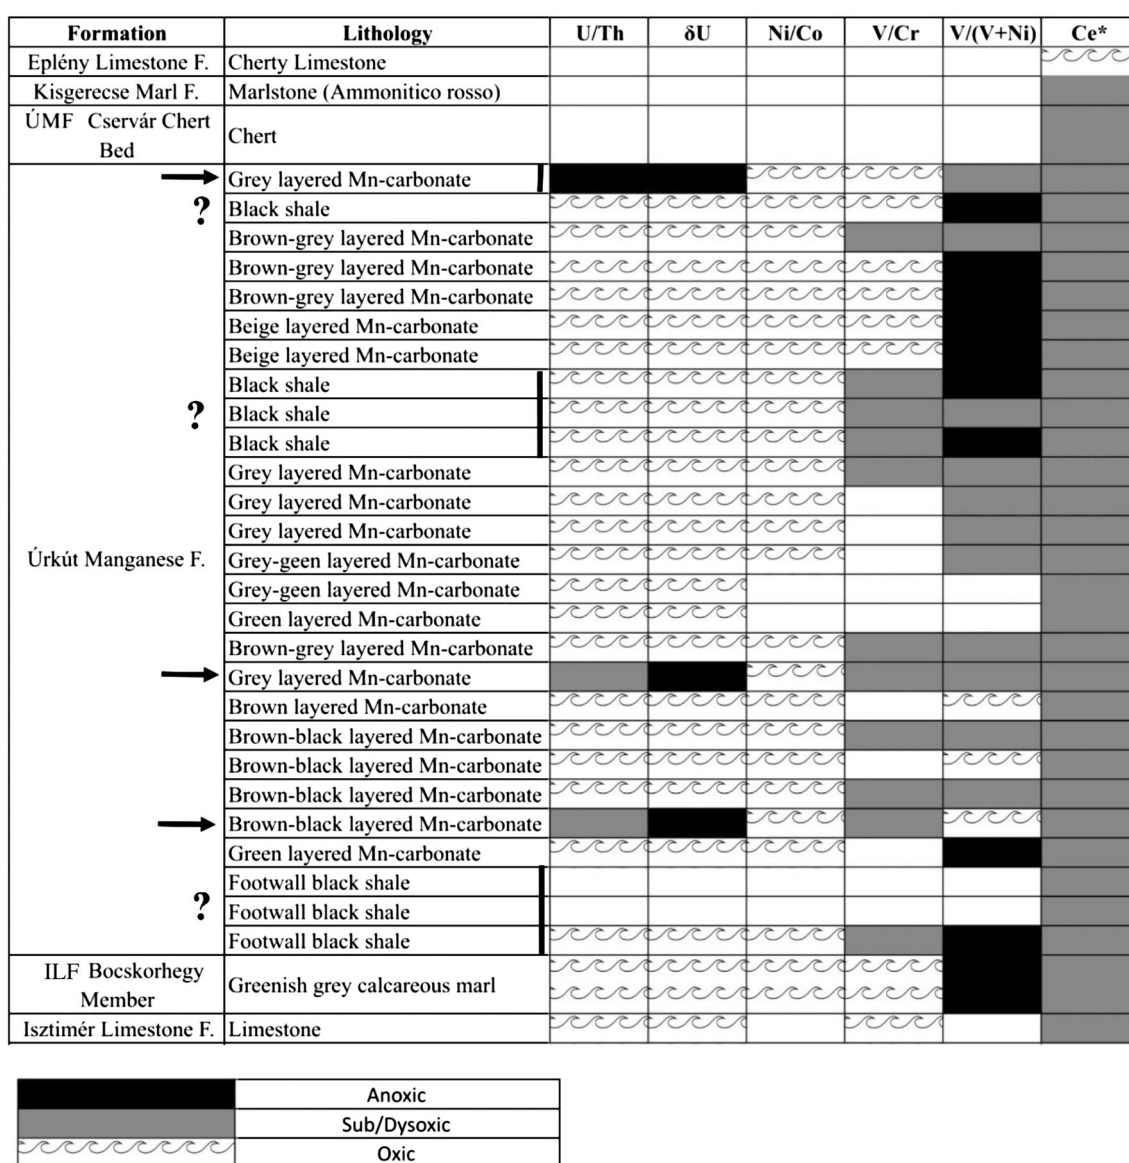 Formation Lithology U/Th δU Ni/Co V/Cr V/(V+Ni) Ce*
Eplény Limestone F. Cherty Limestone
Kisgerecse Marl F. Marlstone (Ammonitico rosso)
ÚMF Cservár Chert
Bed
Chert
Grey layered Mn-carbonate
? Black shale
Brown-grey layered Mn-carbonate
Brown-grey layered Mn-carbonate
Brown-grey layered Mn-carbonate
Beige layered Mn-carbonate
Beige layered Mn-carbonate
Black shale
? Black shale
Black shale
Grey layered Mn-carbonate
Grey layered Mn-carbonate
Grey layered Mn-carbonate
Úrkút Manganese F. Grey-geen layered Mn-carbonate
Grey-geen layered Mn-carbonate
Green layered Mn-carbonate
Brown-grey layered Mn-carbonate
Grey layered Mn-carbonate
Brown layered Mn-carbonate
Brown-black layered Mn-carbonate
Brown-black layered Mn-carbonate
Brown-black layered Mn-carbonate
Brown-black layered Mn-carbonate
Green layered Mn-carbonate
Footwall black shale
? Footwall black shale
Footwall black shale
ILF Bocskorhegy
Member
Greenish grey calcareous marl
Isztimér Limestone F. Limestone
Anoxic
Sub/Dysoxic
Oxic